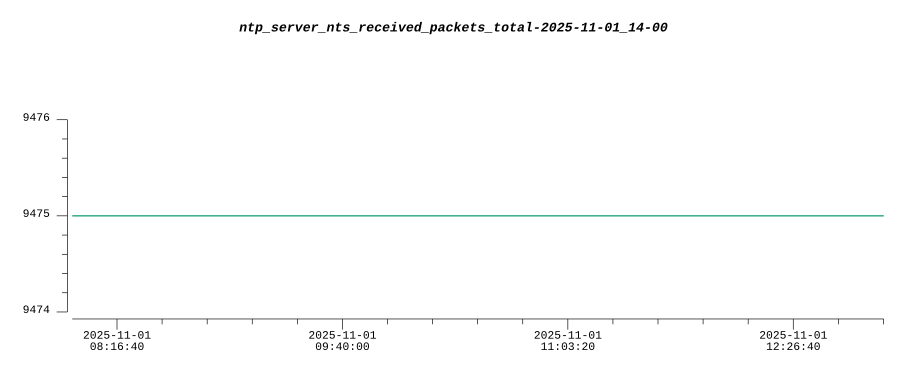 ntp_server_nts_received_packets_total-2025-11-01_14-00
9476
9475
9474
2025-11-01 2025-11-01 2025-11-01 2025-11-01
08:16:40 09:40:00 11:03:20 12:26:40